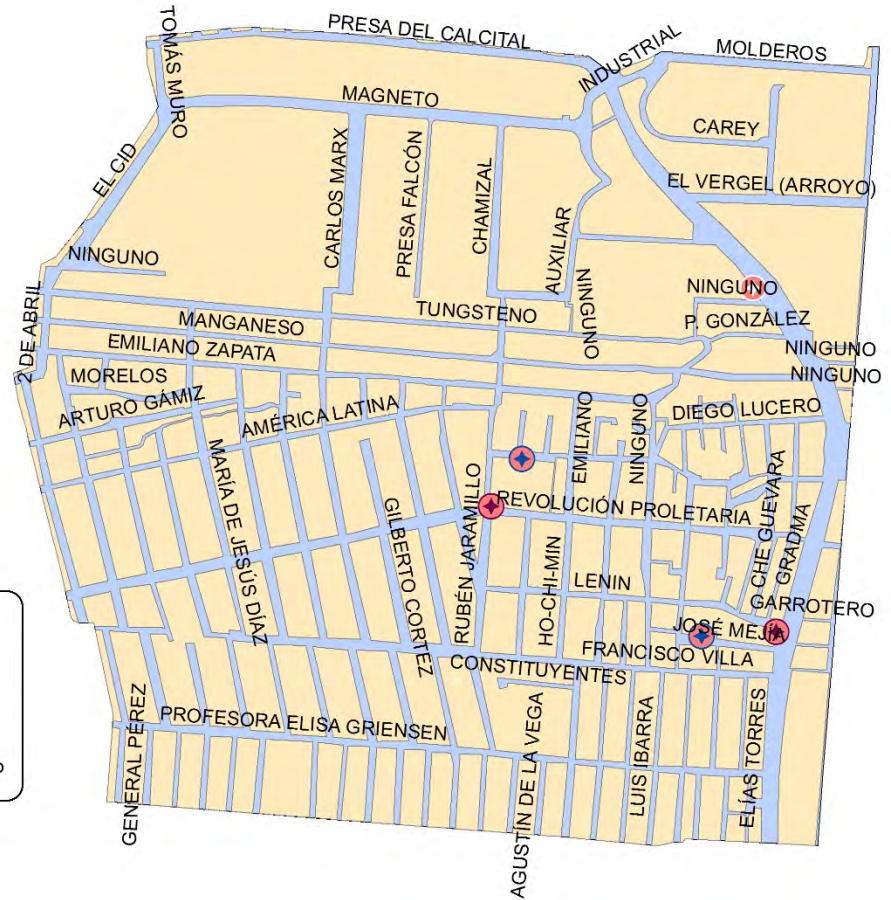 PRESA DEL CALCITAL
TOMÁS MURO
INDUSTRIAL
MOLDEROS
MAGNETO
CAREY
EL CID
CARLOS MARX
PRESA FALCÓN
CHAMIZAL
AUXILIAR
EL VERGEL (ARROYO)
NINGUNO
NINGUNO
NINGUNO
2 DE ABRIL
MANGANESO
TUNGSTENO
P. GONZÁLEZ
EMILIANO ZAPATA
NINGUNO
NINGUNO
MORELOS
ARTURO GÁMIZ
AMÉRICA LATINA
EMILIANO
NINGUNO
DIEGO LUCERO
MARÍA DE JESÚS DÍAZ
GILBERTO CORTEZ
RUBÉN JARAMILLO
REVOLUCIÓN PROLETARIA
O CHE GUEVARA
GRADMA
HO-CHI-MIN
LENIN
GARROTERO
JOSÉ MEJÍA
FRANCISCO VILLA
CONSTITUYENTES
GENERAL PÉREZ
PROFESORA ELISA GRIENSEN
AGUSTÍN DE LA VEGA
LUIS IBARRA
ELÍAS TORRES